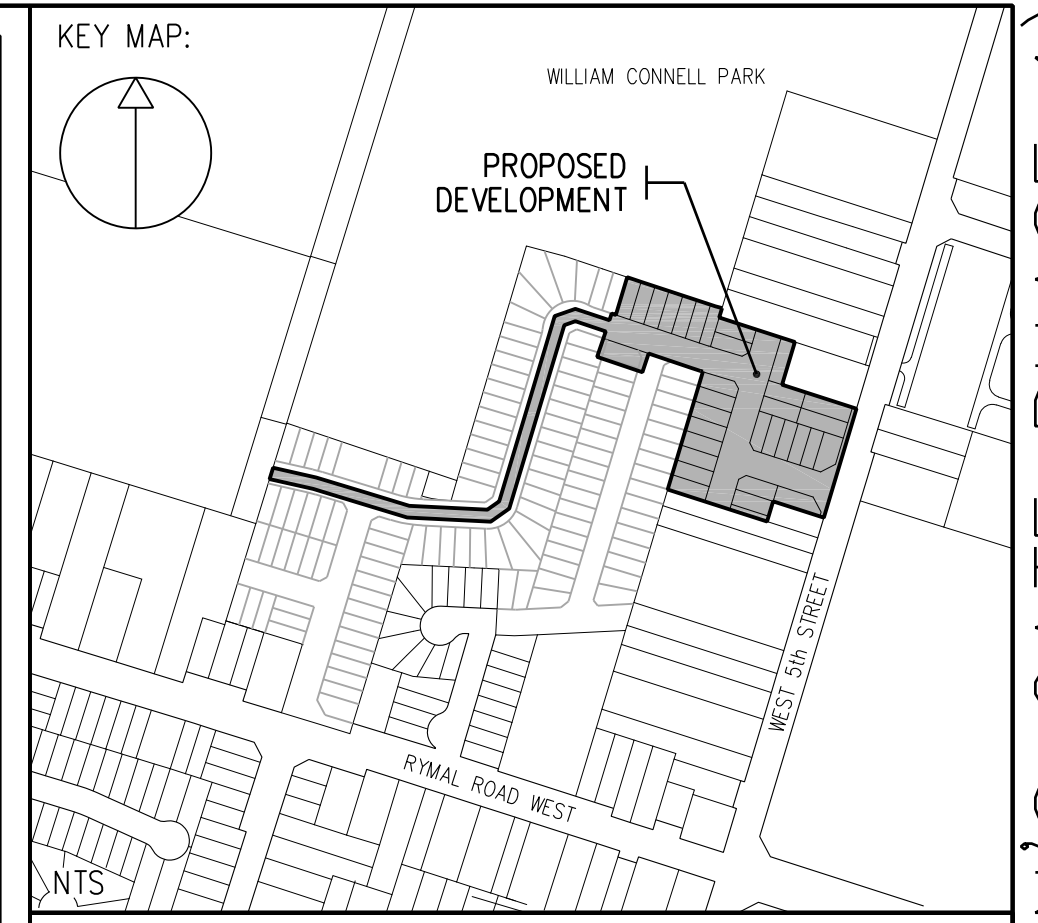 KEY MAP:
WILLIAM CONNELL PARK
PROPOSED
DEVELOPMENT
WEST 5th STREET
RYMAL ROAD WEST
NTS